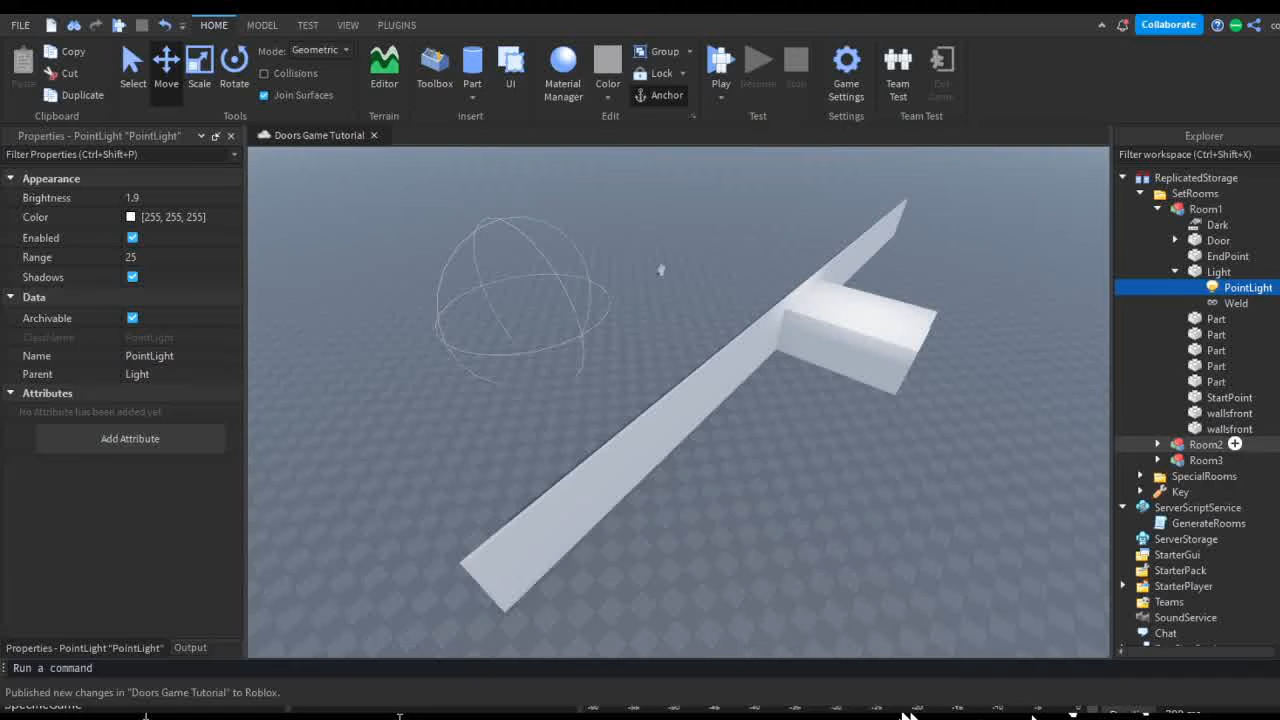 FILE HOME MODEL TEST VIEW PLUGINS Collaborate
Copy
Cut
Duplicate
Clipboard
Select Move Scale Rotate
Mode: Geometric
Collisions
Join Surfaces
Tools
Editor
Terrain
Toolbox Part UI
Insert
Material Manager
Color
Group
Lock
Anchor
Edit
Play
Test
Game Settings
Settings
Team Test
Team Test
Properties - PointLight "PointLight"
Filter Properties (Ctrl+Shift+P)
Appearance
Brightness 1.9
Color [255, 255, 255]
Enabled
Range 25
Shadows
Data
Archivable
ClassName PointLight
Name PointLight
Parent Light
Attributes
No Attribute has been added yet
Add Attribute
Doors Game Tutorial
Explorer
Filter workspace (Ctrl+Shift+X)
ReplicatedStorage
SetRooms
Room1
Dark
Door
EndPoint
Light
PointLight
Weld
Part
Part
Part
Part
Part
StartPoint
wallsfront
wallsfront
Room2
Room3
SpecialRooms
Key
ServerScriptService
GenerateRooms
ServerStorage
StarterGui
StarterPack
StarterPlayer
Teams
SoundService
Chat
Properties - PointLight "PointLight" Output
Run a command
Published new changes in "Doors Game Tutorial" to Roblox.